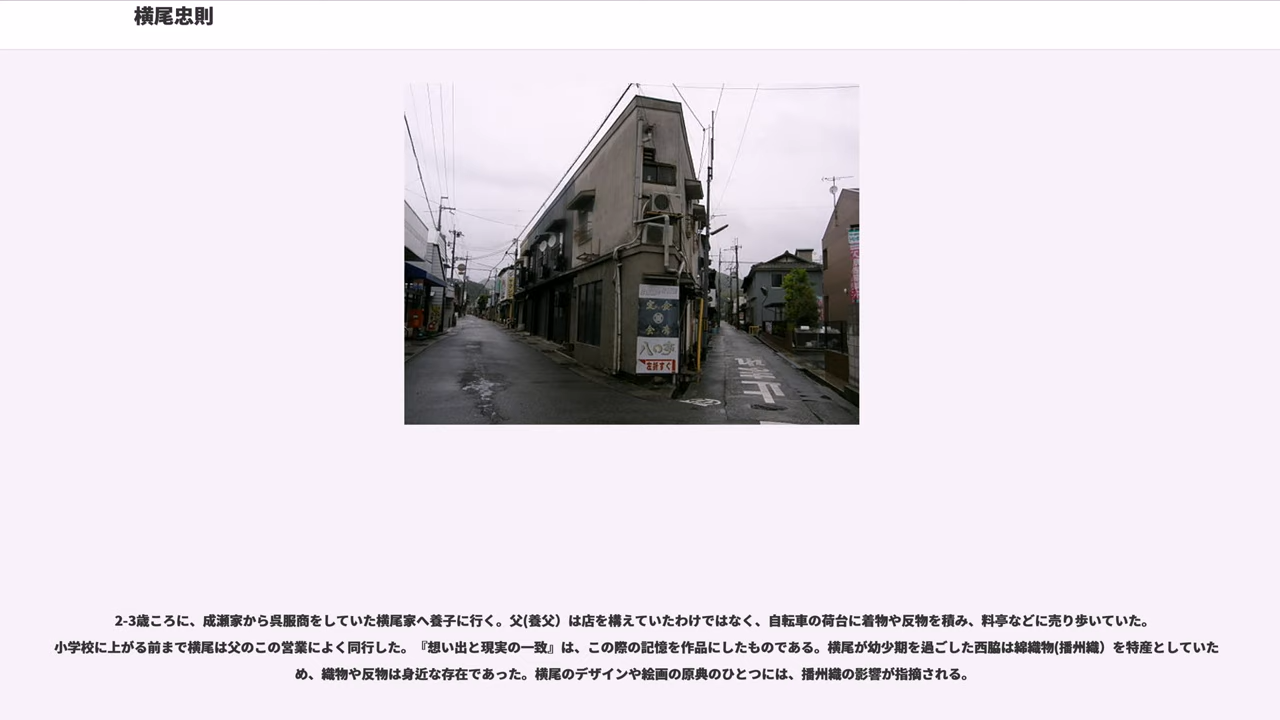 横尾忠則
八の亭
左折すぐ
2-3歳ころに、成瀬家から呉服商をしていた横尾家へ養子に行く。父(養父）は店を構えていたわけではなく、自転車の荷台に着物や反物を積み、料亭などに売り歩いていた。
小学校に上がる前まで横尾は父のこの営業によく同行した。『想い出と現実の一致』は、この際の記憶を作品にしたものである。横尾が幼少期を過ごした西脇は綿織物(播州織）を特産としていた
め、織物や反物は身近な存在であった。横尾のデザインや絵画の原典のひとつには、播州織の影響が指摘される。